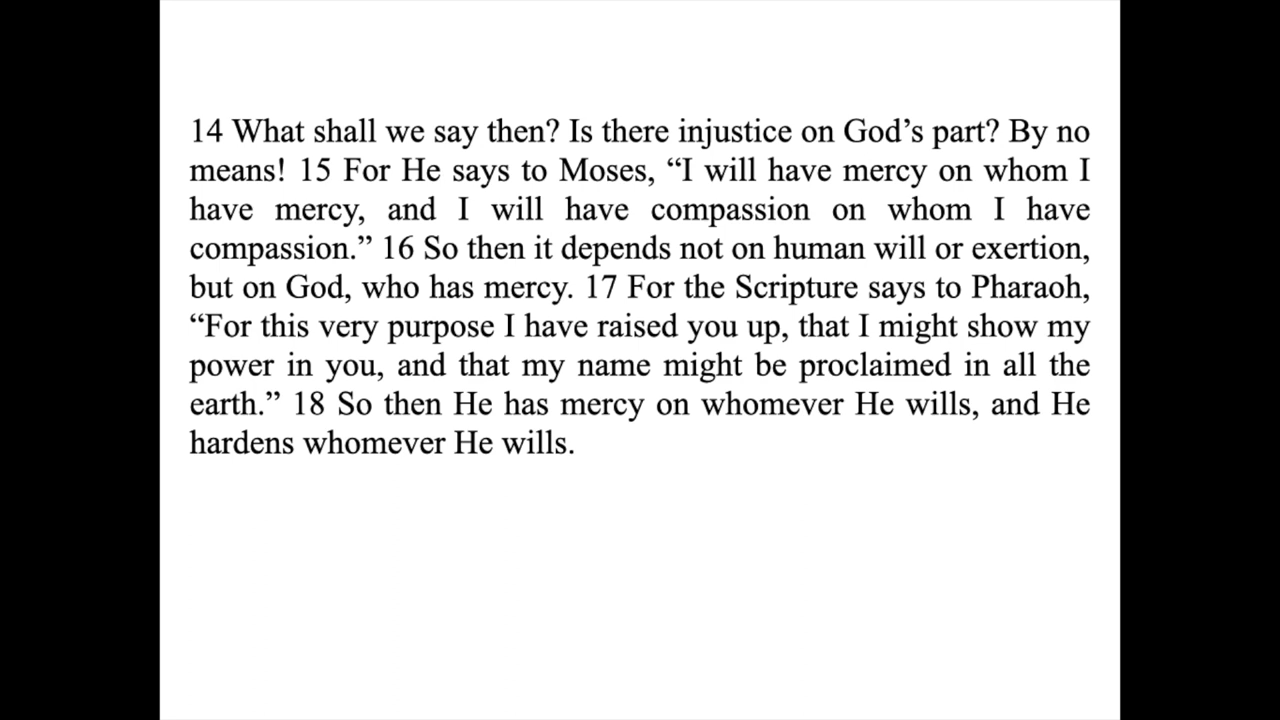 14 What shall we say then? Is there injustice on God’s part? By no
means! 15 For He says to Moses, “I will have mercy on whom I
have mercy, and I will have compassion on whom I have
compassion.” 16 So then it depends not on human will or exertion,
but on God, who has mercy. 17 For the Scripture says to Pharaoh,
“For this very purpose I have raised you up, that I might show my
power in you, and that my name might be proclaimed in all the
earth.” 18 So then He has mercy on whomever He wills, and He
hardens whomever He wills.